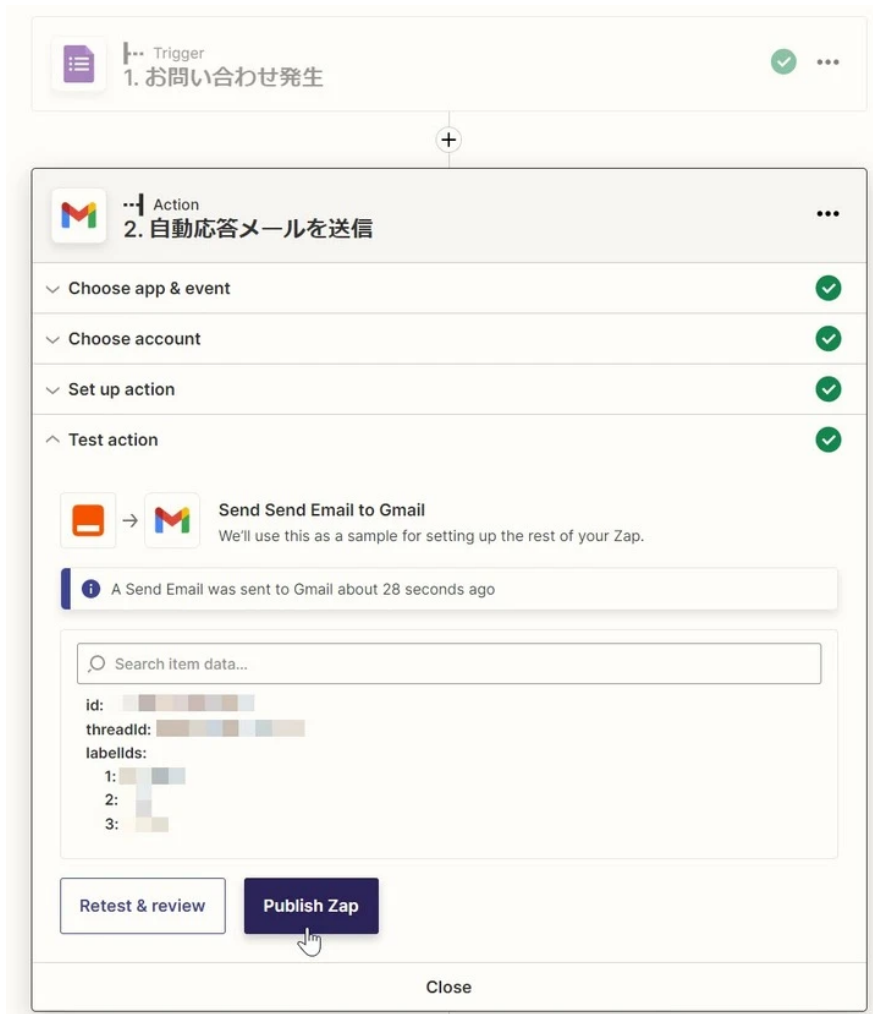 Trigger
1. お問い合わせ発生
Action
2. 自動応答メールを送信
Choose app & event
Choose account
Set up action
Test action
Send Send Email to Gmail
We'll use this as a sample for setting up the rest of your Zap.
A Send Email was sent to Gmail about 28 seconds ago
Search item data...
id:
threadId:
labelIds:
1:
2:
3:
Retest & review
Publish Zap
Close